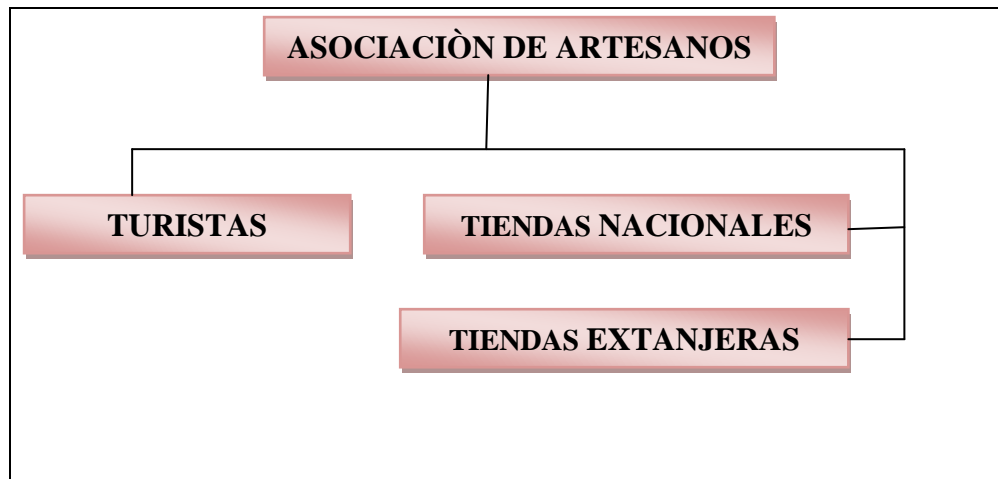 ASOCIACIÒN DE ARTESANOS
TURISTAS
TIENDAS NACIONALES
TIENDAS EXTANJERAS